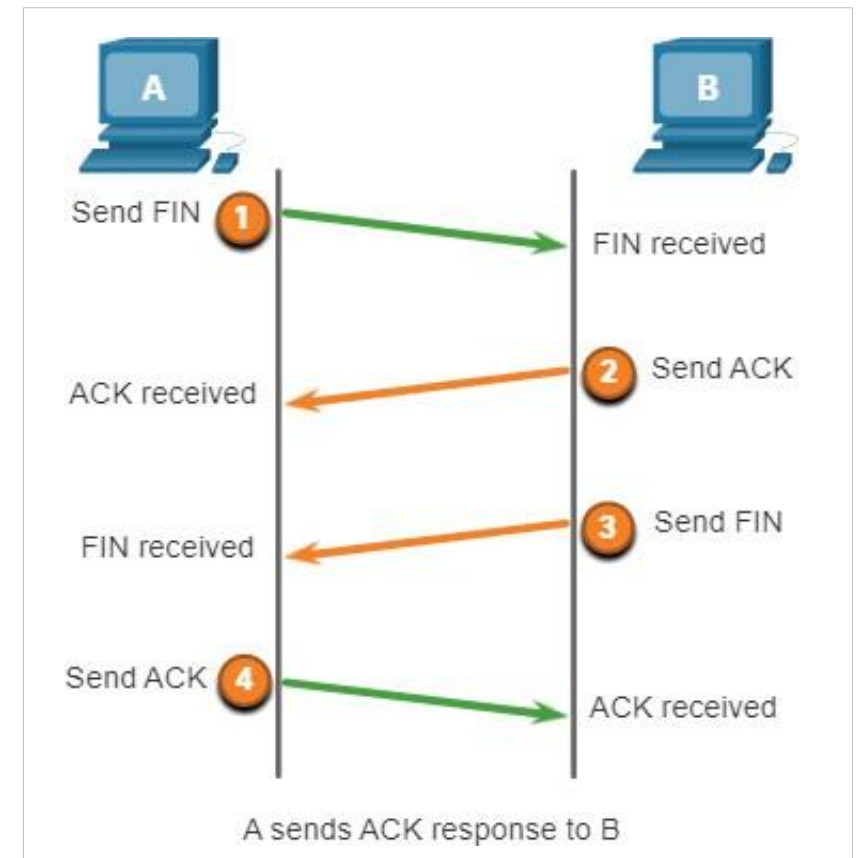 A
B
Send FIN 1
FIN received
2 Send ACK
ACK received
3 Send FIN
FIN received
Send ACK 4
ACK received
A sends ACK response to B